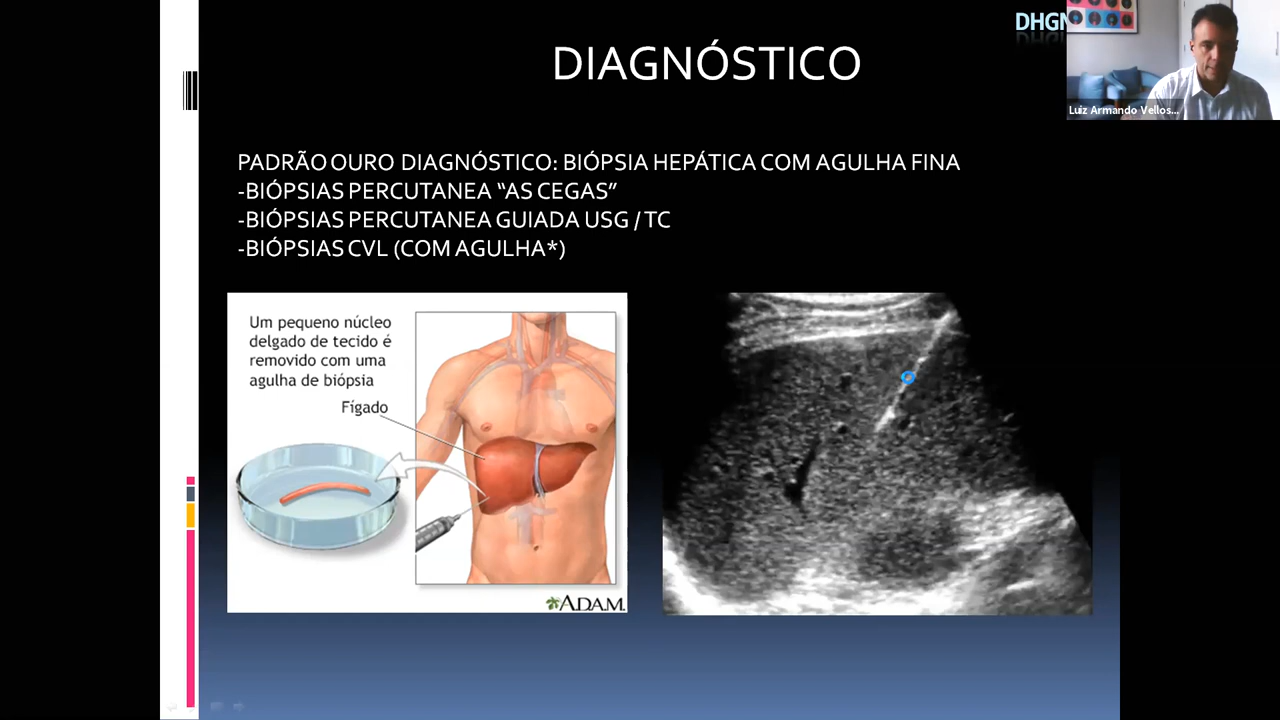 DIAGNÓSTICO
DHGN
Luiz Armando Vellos...
PADRÃO OURO DIAGNÓSTICO: BIÓPSIA HEPÁTICA COM AGULHA FINA
-BIÓPSIAS PERCUTANEA “AS CEGAS”
-BIÓPSIAS PERCUTANEA GUIADA USG / TC
-BIÓPSIAS CVL (COM AGULHA*)
Um pequeno núcleo
delgado de tecido é
removido com uma
agulha de biópsia
Fígado
A.D.A.M.